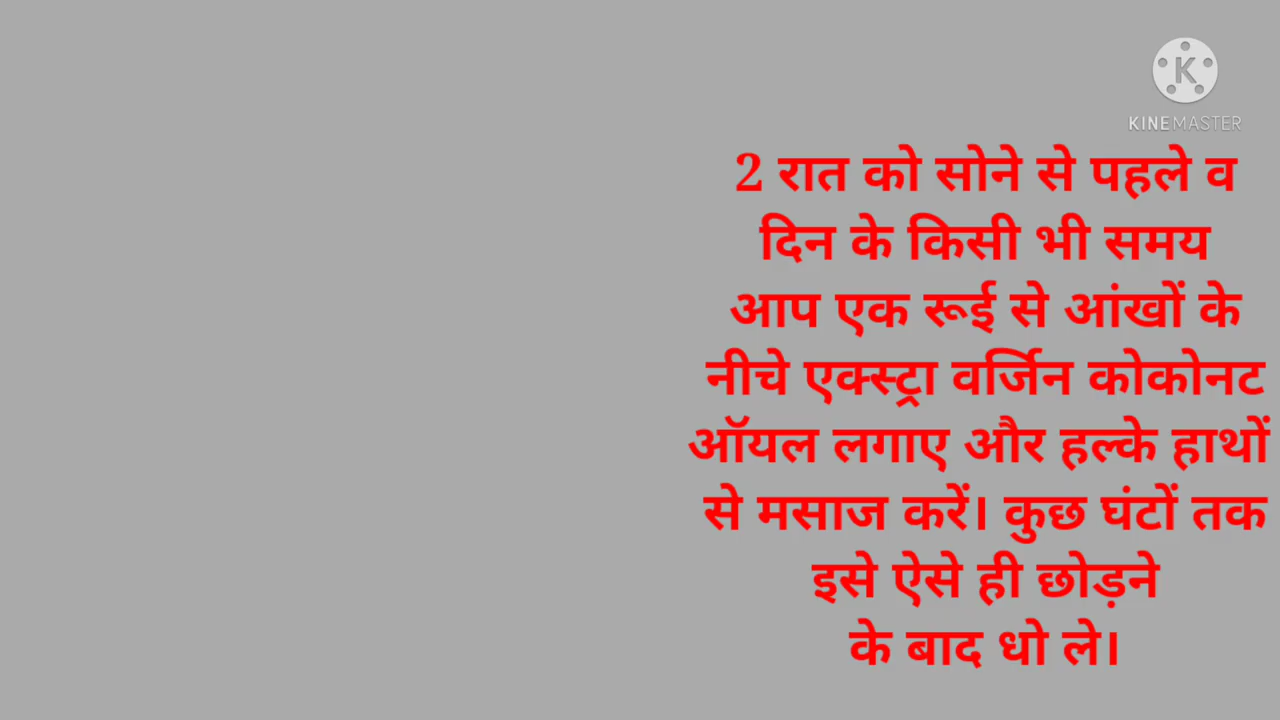 KINEMASTER
2 रात को सोने से पहले व
दिन के किसी भी समय
आप एक रूई से आंखों के
नीचे एक्स्ट्रा वर्जिन कोकोनट
ऑयल लगाए और हल्के हाथों
से मसाज करें। कुछ घंटों तक
इसे ऐसे ही छोड़ने
के बाद धो ले।